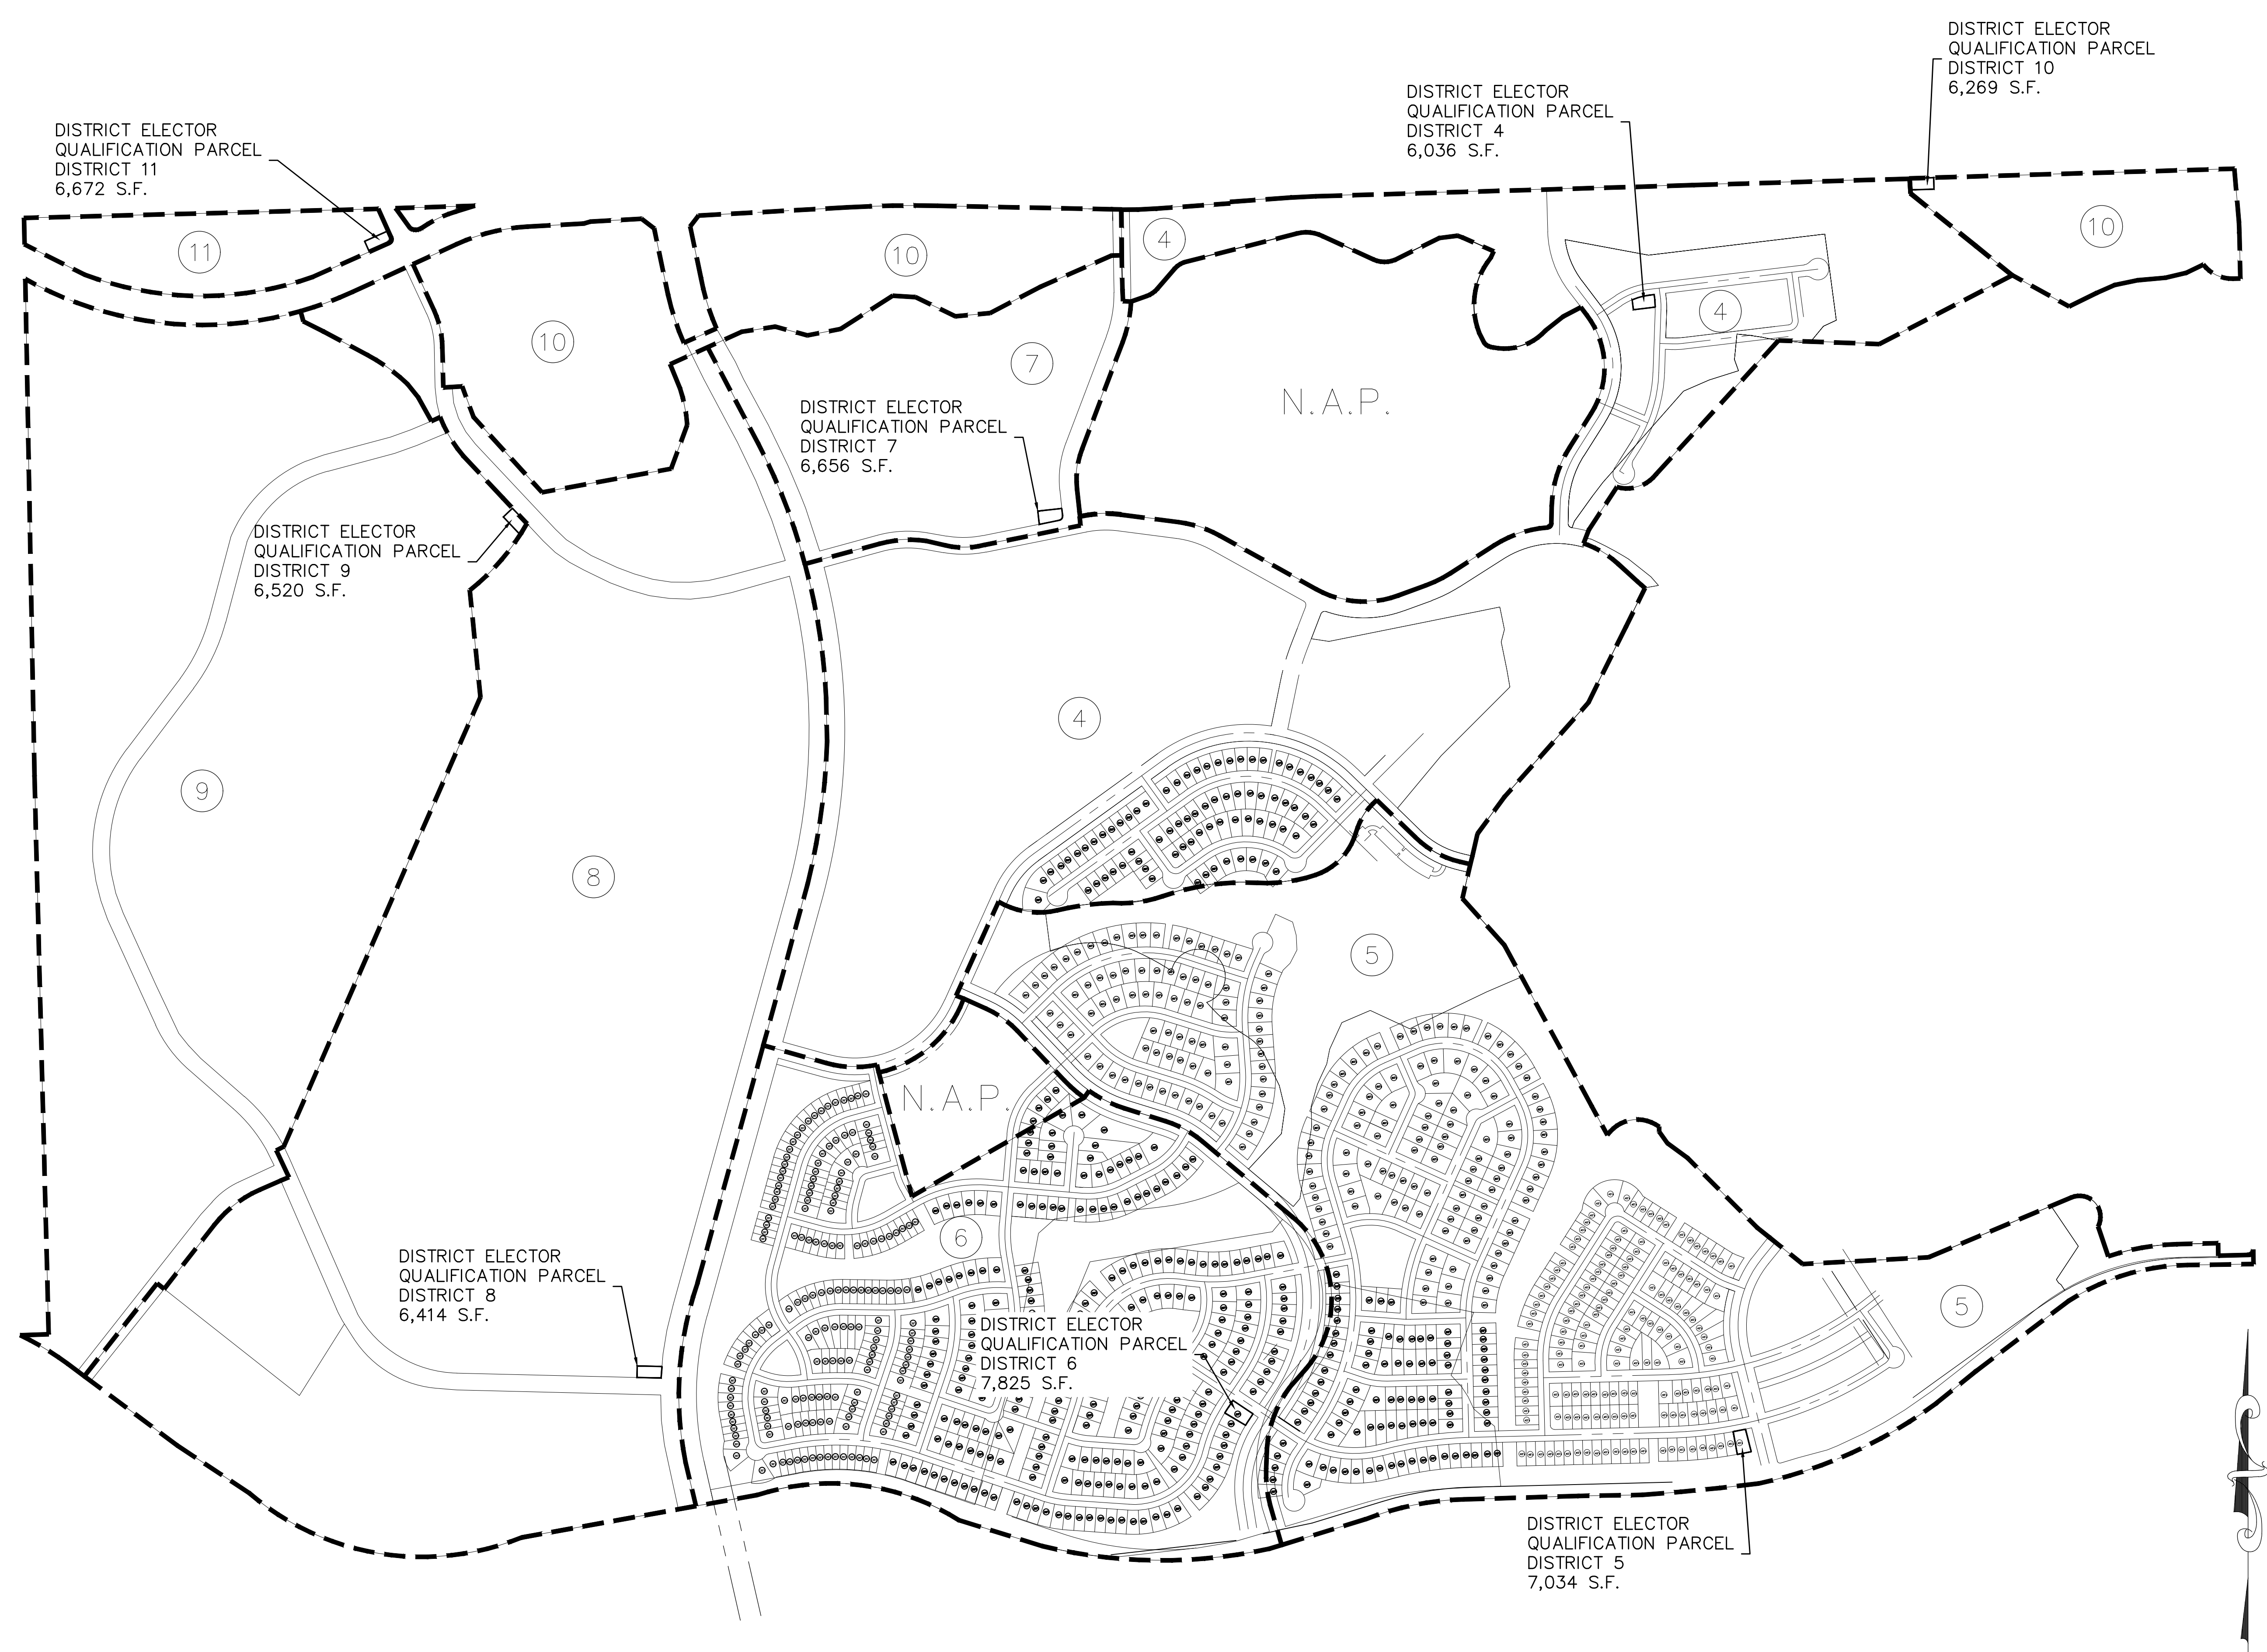 DISTRICT ELECTOR
QUALIFICATION PARCEL
DISTRICT 10
6,269 S.F.
DISTRICT ELECTOR
QUALIFICATION PARCEL
DISTRICT 4
6,036 S.F.
DISTRICT ELECTOR
QUALIFICATION PARCEL
DISTRICT 11
6,672 S.F.
11
10
4
10
4
10
7
N.A.P.
DISTRICT ELECTOR
QUALIFICATION PARCEL
DISTRICT 7
6,656 S.F.
DISTRICT ELECTOR
QUALIFICATION PARCEL
DISTRICT 9
6,520 S.F.
4
9
8
5
N.A.P.
6
DISTRICT ELECTOR
QUALIFICATION PARCEL
DISTRICT 8
6,414 S.F.
5
DISTRICT ELECTOR
QUALIFICATION PARCEL
DISTRICT 6
7,825 S.F.
DISTRICT ELECTOR
QUALIFICATION PARCEL
DISTRICT 5
7,034 S.F.